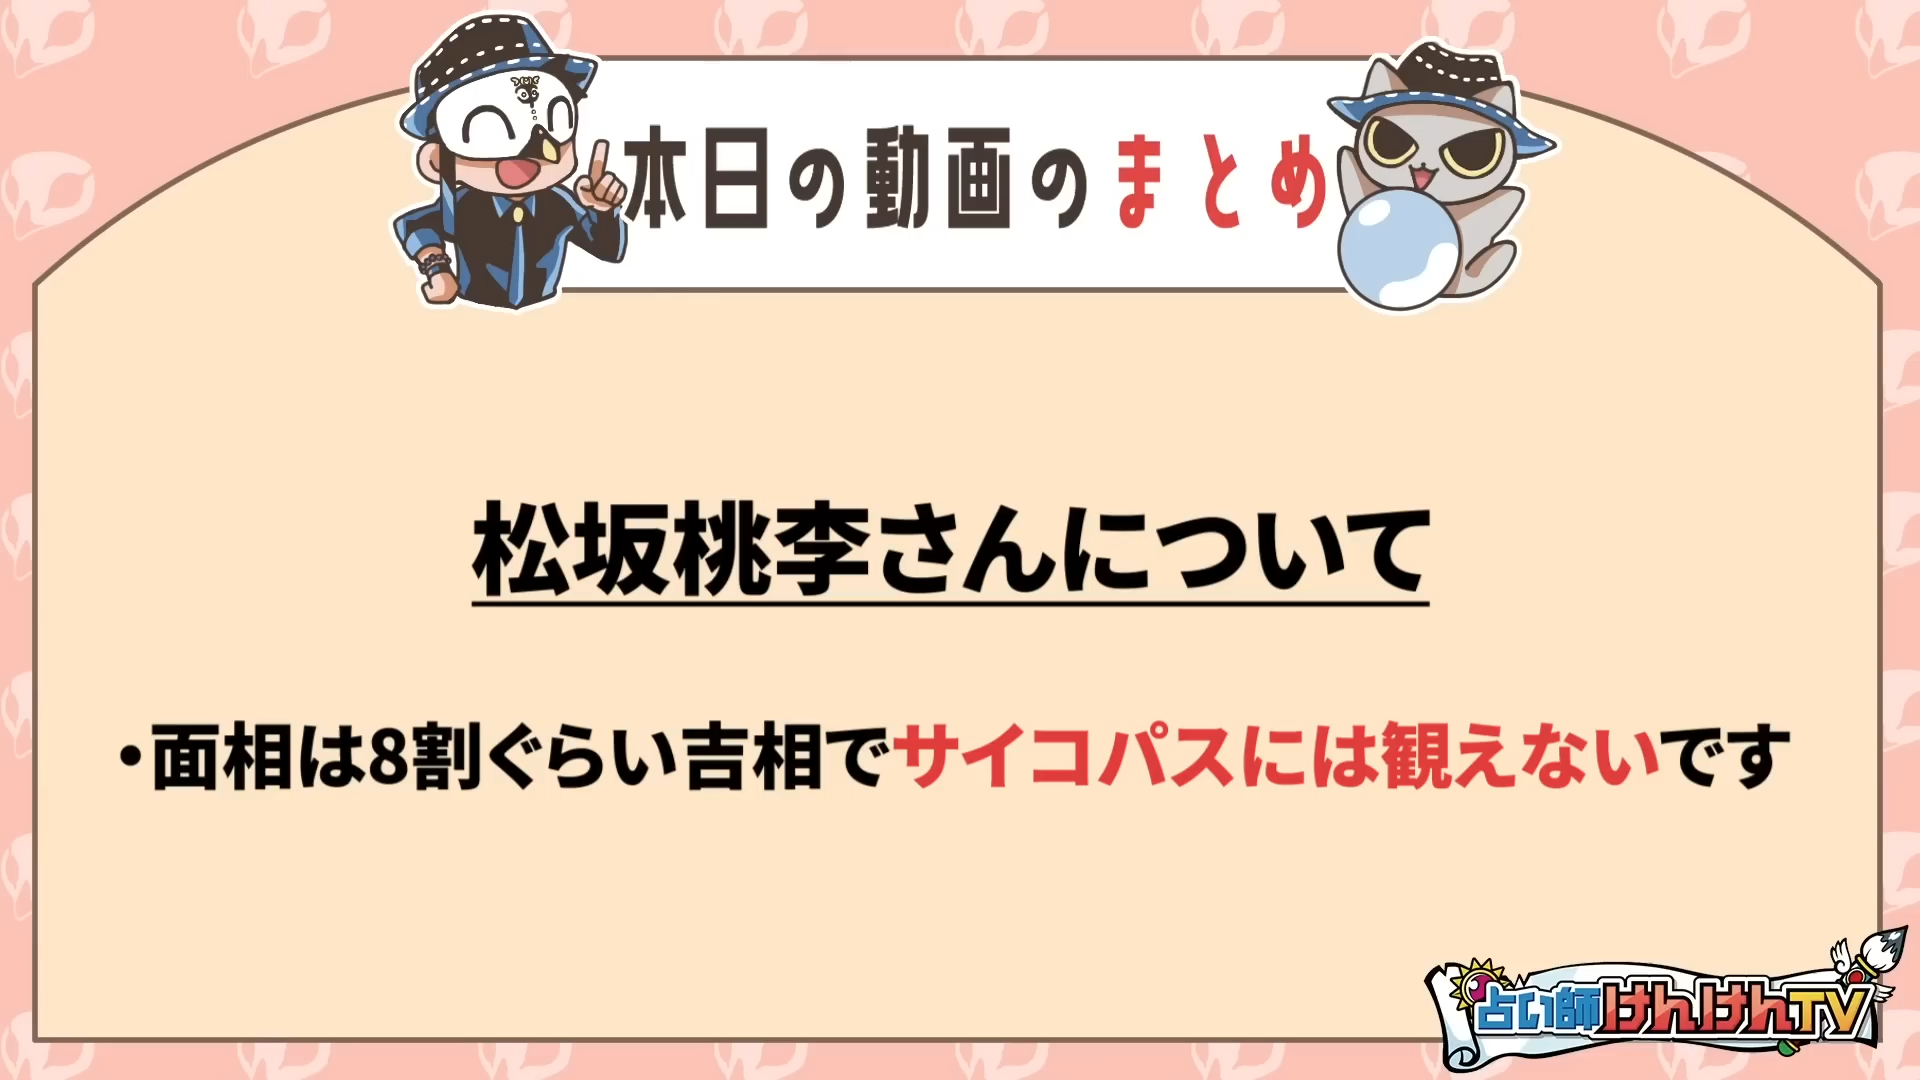 本日の動画のまとめ
松坂桃李さんについて
・面相は8割ぐらい吉相でサイコパスには観えないです
占い師けんけんTV